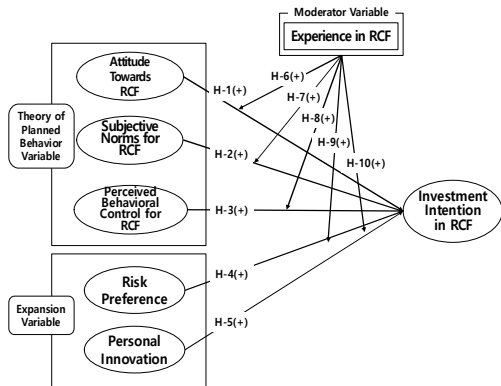 Moderator Variable
Experience in RCF
Attitude
Towards
RCF
H-1(+)
H-6(+)
H-7(+)
H-8(+)
H-9(+)
H-10(+)
Theory of
Planned
Behavior
Variable
Subjective
Norms for
RCF
H-2(+)
Perceived
Behavioral
Control for
RCF
H-3(+)
Investment
Intention
in RCF
H-4(+)
Risk
Preference
Expansion
Variable
H-5(+)
Personal
Innovation